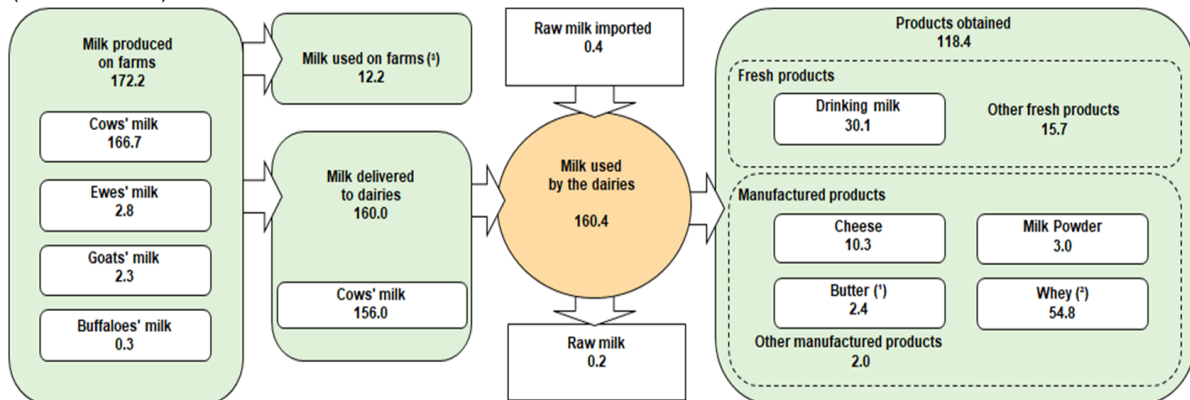 Milk produced
on farms
172.2
Cows' milk
166.7
Ewes' milk
2.8
Goats' milk
2.3
Buffaloes' milk
0.3
Milk used on farms (³)
12.2
Milk delivered
to dairies
160.0
Cows' milk
156.0
Raw milk imported
0.4
Milk used
by the dairies
160.4
Raw milk
0.2
Products obtained
118.4
Fresh products
Drinking milk
30.1
Other fresh products
15.7
Manufactured products
Cheese
10.3
Milk Powder
3.0
Butter (¹)
2.4
Whey (²)
54.8
Other manufactured products
2.0